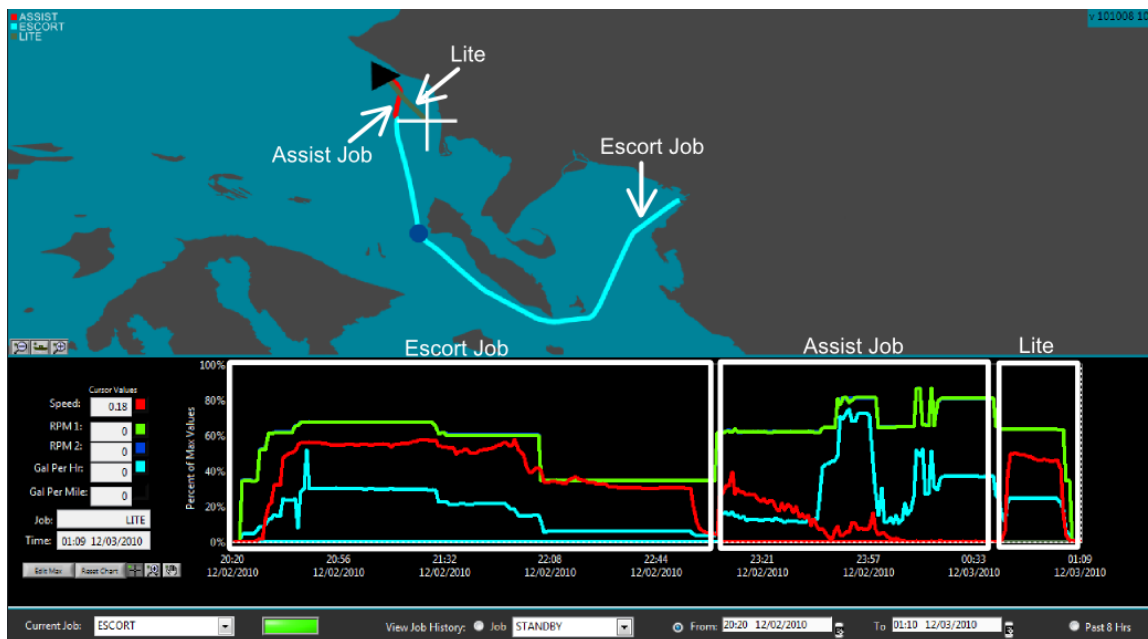 ASSIST
ESCORT
LITE
v 101008 10
Lite
Assist Job
Escort Job
Escort Job
Assist Job
Lite
Cursor Values
Speed: 0.18
RPM 1: 0
RPM 2: 0
Gal Per Hr: 0
Gal Per Mile: 0
Job: LITE
Time: 01:09 12/03/2010
Edit Max Reset Chart
Percent of Max Values
100%
80%
60%
40%
20%
0%
20:20 20:56 21:32 22:08 22:44 23:21 23:57 00:33 01:09
12/02/2010 12/02/2010 12/02/2010 12/02/2010 12/02/2010 12/02/2010 12/02/2010 12/03/2010 12/03/2010
Current Job: ESCORT View Job History: Job STANDBY From: 20:20 12/02/2010 To 01:10 12/03/2010 Past 8 Hrs